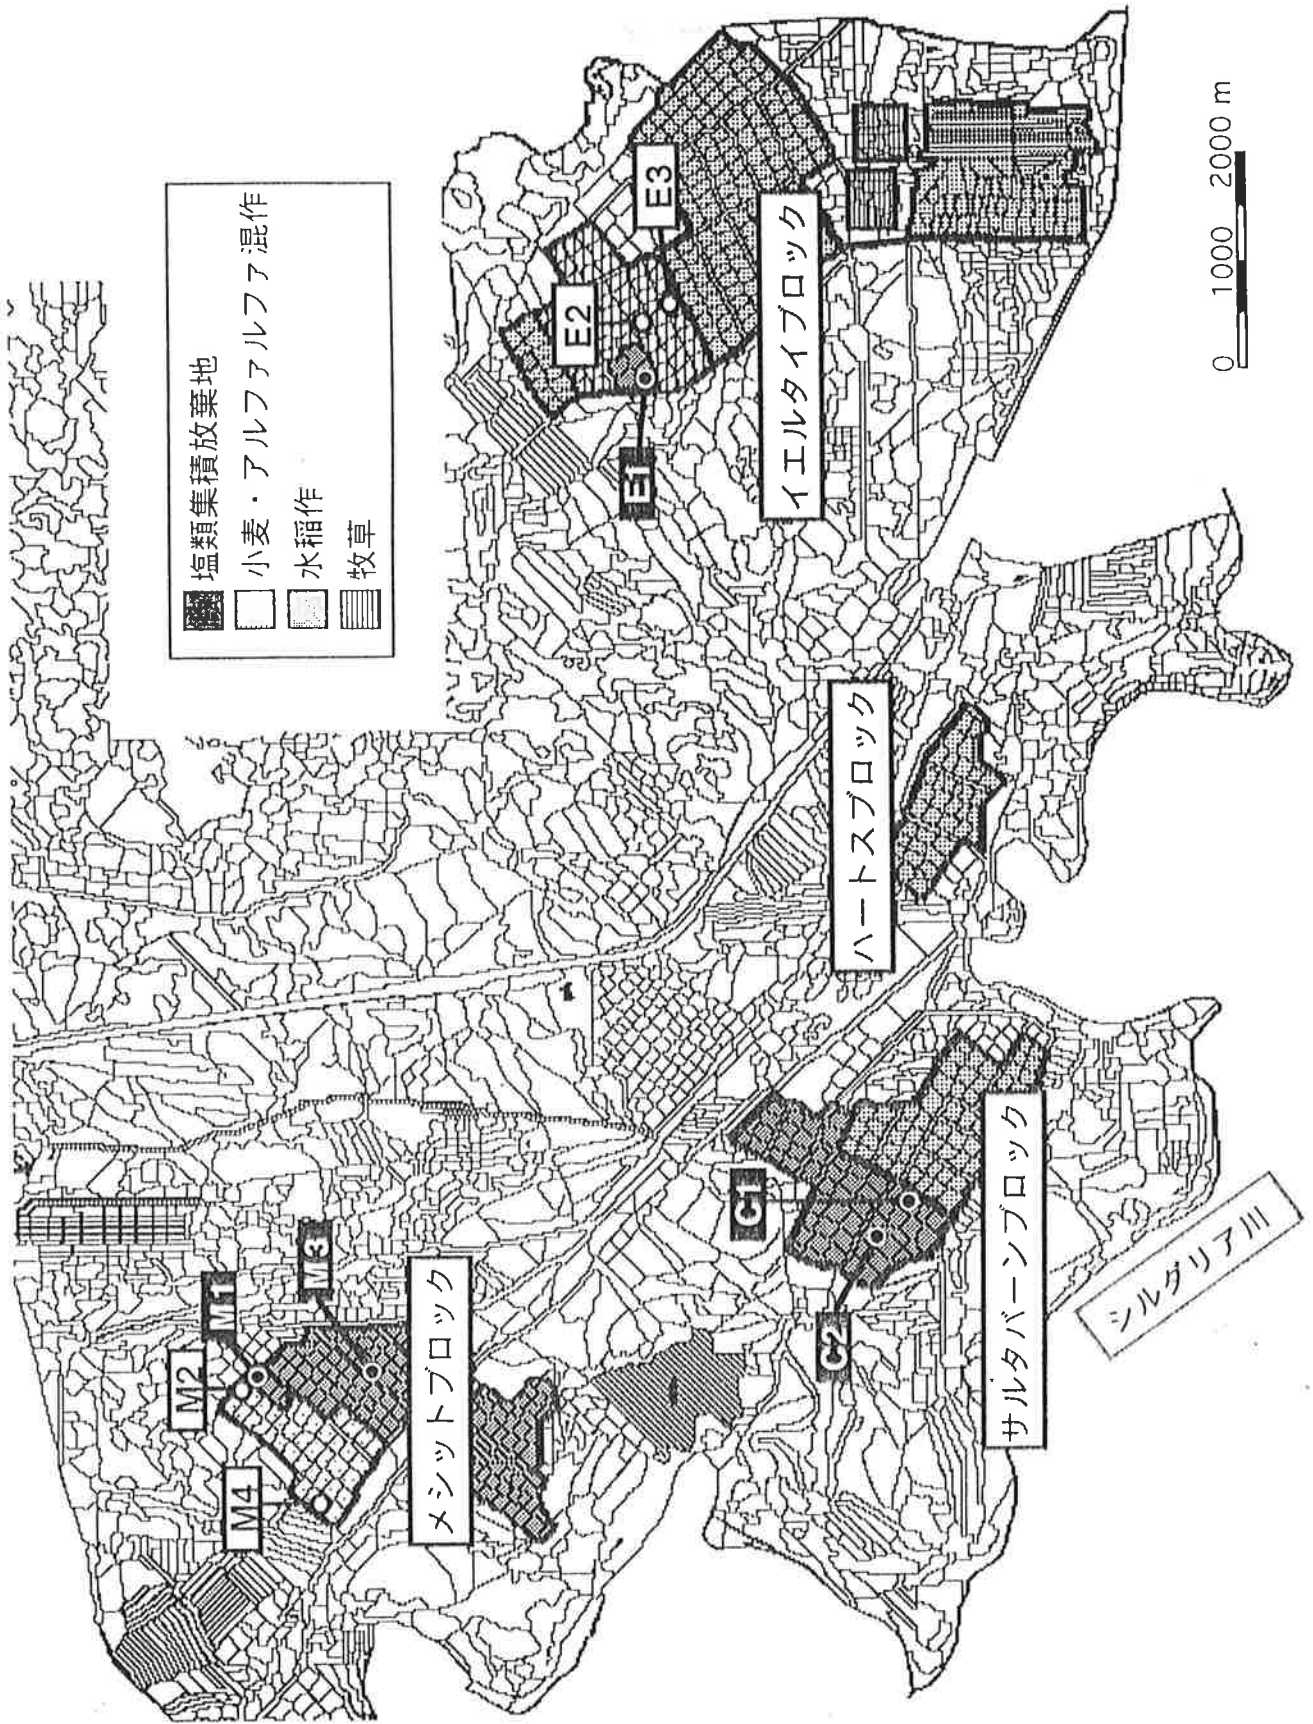 塩類集積放棄地
小麦・アルファルファ混作
水稲作
牧草
M1
M2
M3
M4
メシットブロック
C1
C2
サルタバーンブロック
シルダリア川
ハートスブロック
E1
E2
E3
イエルタイブロック
0 1000 2000 m